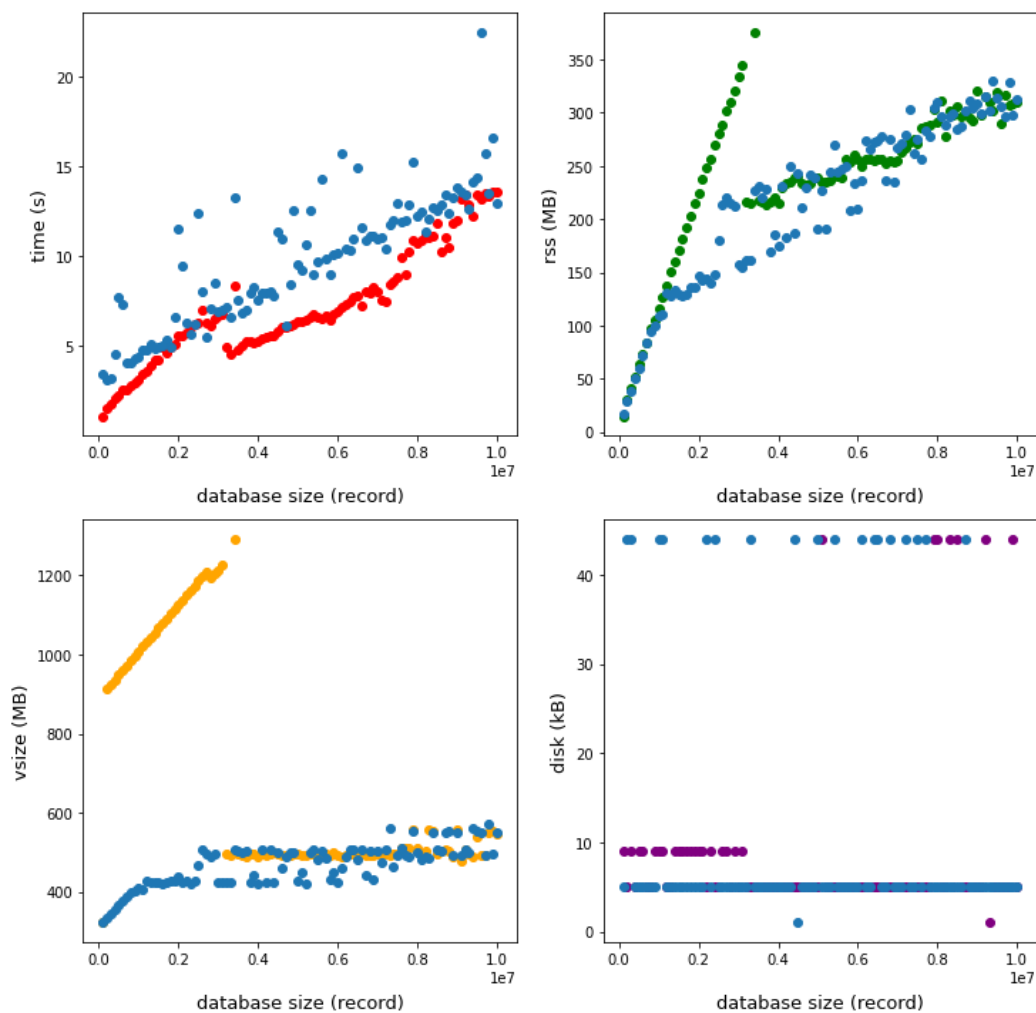 time (s)
20
15
10
5
0.0 0.2 0.4 0.6 0.8 1.0
1e7
database size (record)
rss (MB)
350
300
250
200
150
100
50
0
0.0 0.2 0.4 0.6 0.8 1.0
1e7
database size (record)
vsize (MB)
1200
1000
800
600
400
0.0 0.2 0.4 0.6 0.8 1.0
1e7
database size (record)
disk (kB)
40
30
20
10
0
0.0 0.2 0.4 0.6 0.8 1.0
1e7
database size (record)